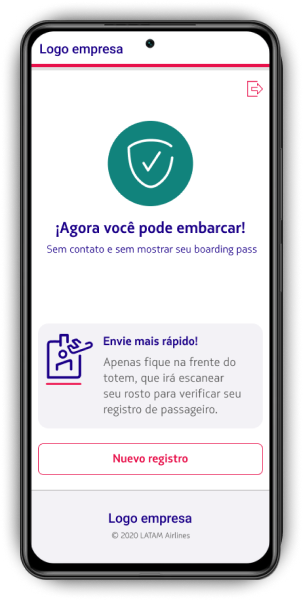 Logo empresa
¡Agora você pode embarcar!
Sem contato e sem mostrar seu boarding pass
Envie mais rápido!
Apenas fique na frente do
totem, que irá escanear
seu rosto para verificar seu
registro de passageiro.
Nuevo registro
Logo empresa
© 2020 LATAM Airlines